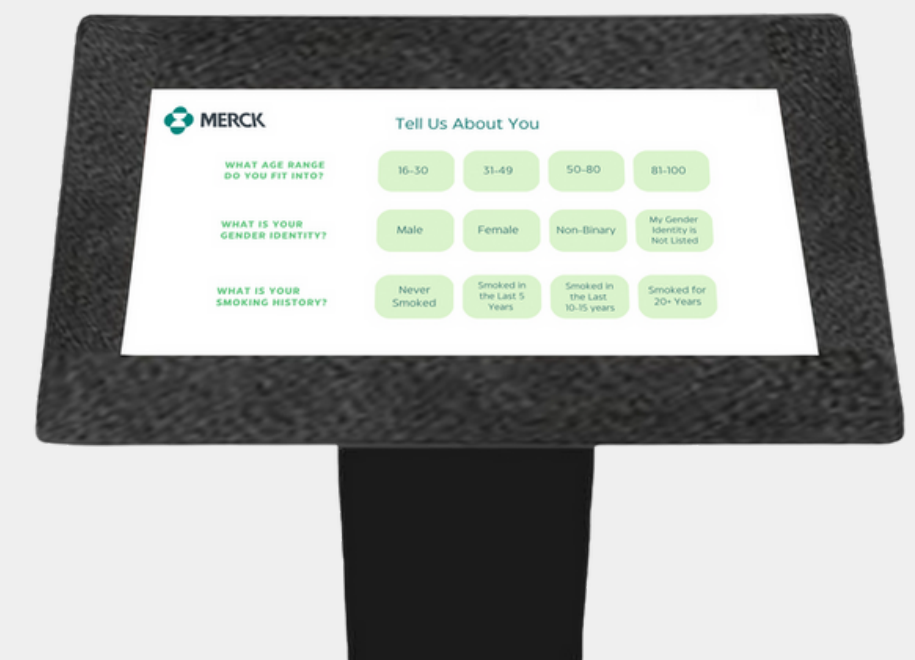 MERCK
Tell Us About You
WHAT AGE RANGE
DO YOU FIT INTO?
16-30
31-49
50-80
81-100
WHAT IS YOUR
GENDER IDENTITY?
Male
Female
Non-Binary
My Gender
Identity is
Not Listed
WHAT IS YOUR
SMOKING HISTORY?
Never
Smoked
Smoked in
the Last 5
Years
Smoked in
the Last
10-15 years
Smoked for
20+ Years